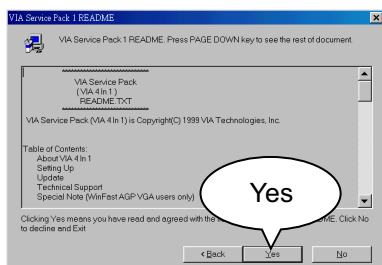 VIA Service Pack 1 README
VIA Service Pack 1 README. Press PAGE DOWN key to see the rest of document.
VIA Service Pack
( VIA 4 In 1 )
README.TXT
VIA Service Pack (VIA 4 In 1) is Copyright(C) 1999 VIA Technologies, Inc.
Table of Contents:
About VIA 4 In 1
Setting Up
Update
Technical Support
Special Note (WinFast AGP VGA users only)
Yes
Clicking Yes means you have read and agreed with the ME. Click No
to decline and Exit
< Back
Yes
No